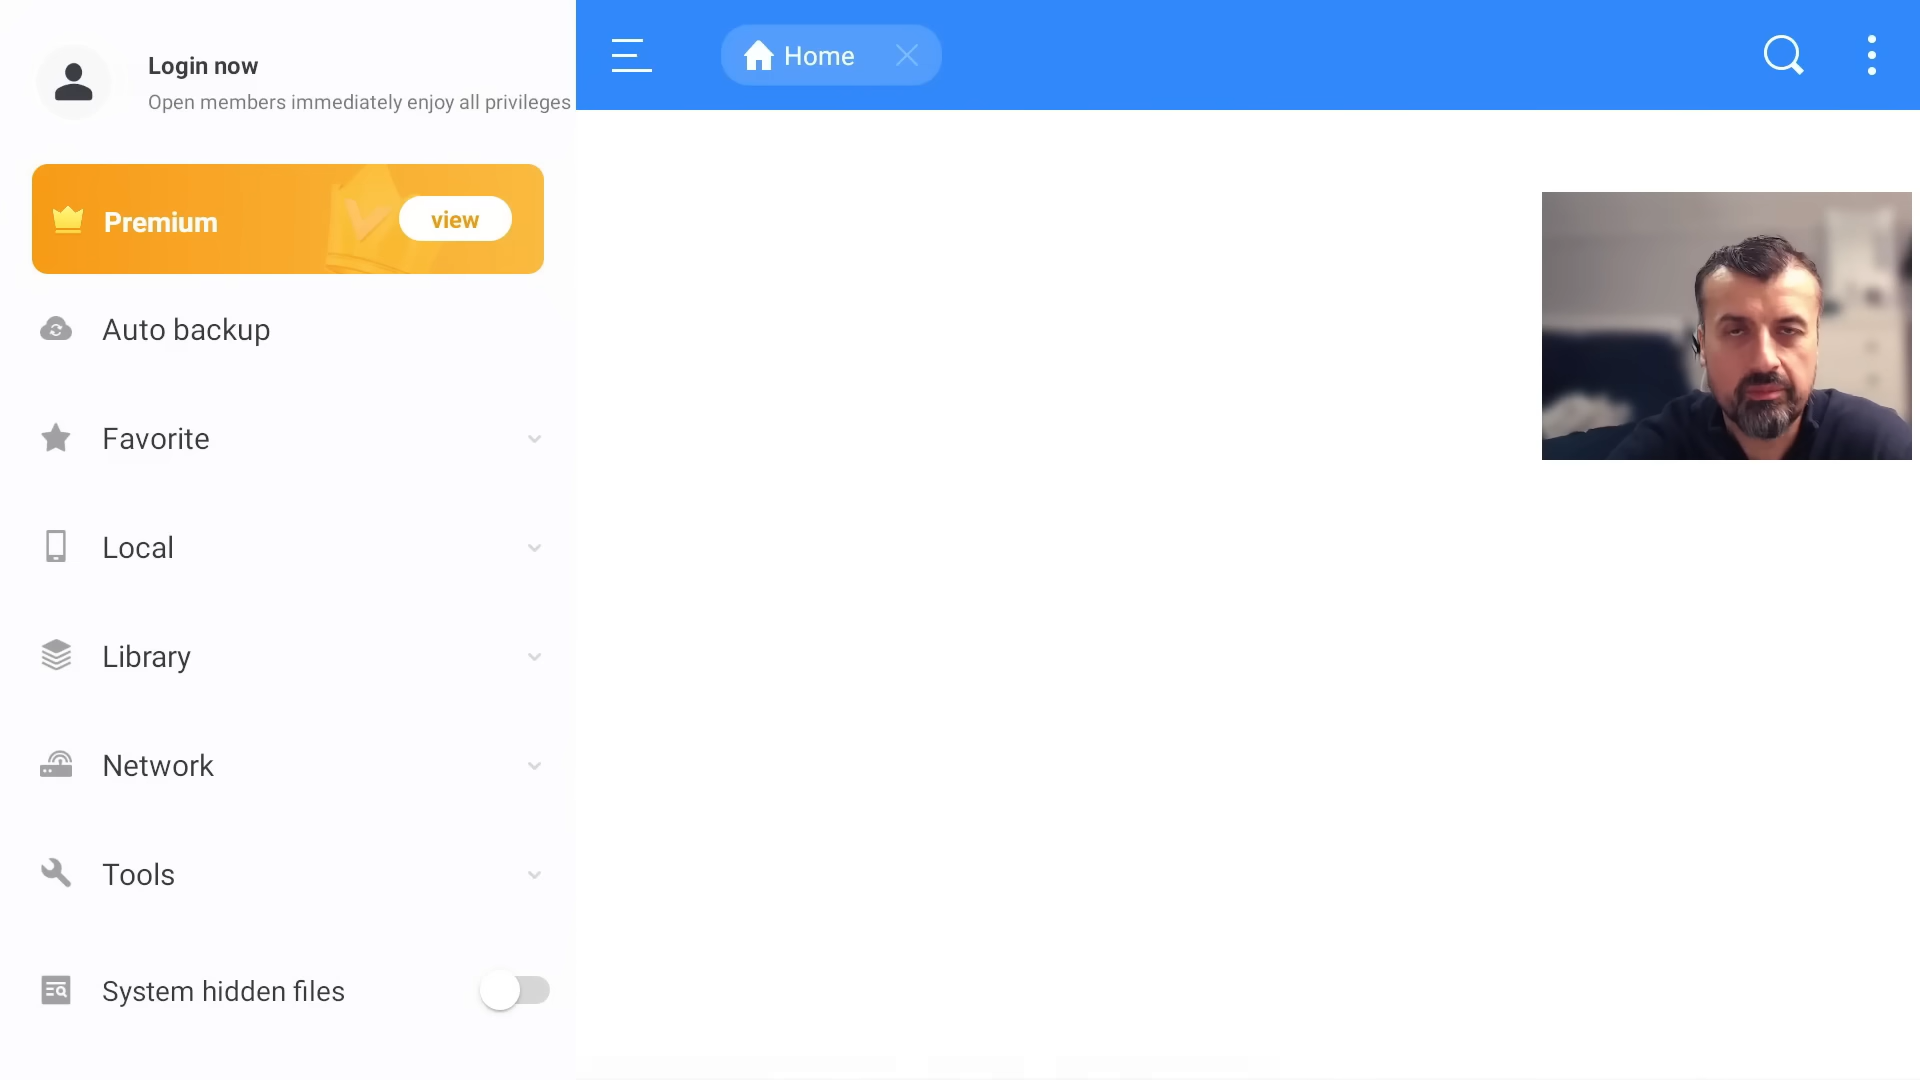 Login now
Open members immediately enjoy all privileges
Premium
view
Auto backup
Favorite
Local
Library
Network
Tools
System hidden files
Home